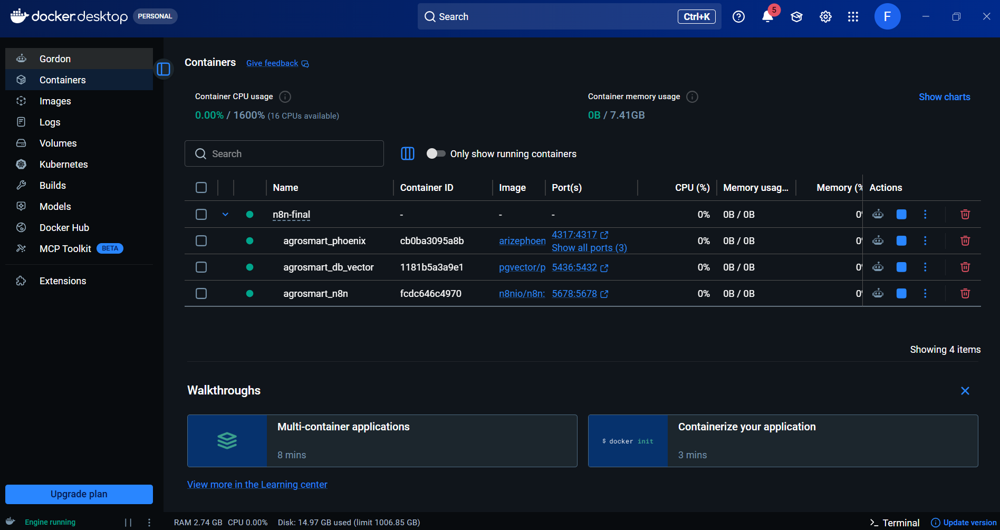 docker.desktop PERSONAL
Search Ctrl+K
5
F
Gordon
Containers
Images
Logs
Volumes
Kubernetes
Builds
Models
Docker Hub
MCP Toolkit BETA
Extensions
Upgrade plan
Containers Give feedback
Container CPU usage
0.00% / 1600% (16 CPUs available)
Container memory usage
0B / 7.41GB
Show charts
Search
Only show running containers
Name Container ID Image Port(s) CPU (%) Memory usag... Memory (% Actions
n8n-final - - - 0% 0B / 0B 0%
agrosmart_phoenix cb0ba3095a8b arizephoen 4317:4317 0% 0B / 0B 0%
Show all ports (3)
agrosmart_db_vector 1181b5a3a9e1 pgvector/p 5436:5432 0% 0B / 0B 0%
agrosmart_n8n fcdc646c4970 n8nio/n8n: 5678:5678 0% 0B / 0B 0%
Showing 4 items
Walkthroughs
Multi-container applications
8 mins
$ docker init
Containerize your application
3 mins
View more in the Learning center
Engine running
RAM 2.74 GB CPU 0.00% Disk: 14.97 GB used (limit 1006.85 GB)
>_ Terminal
Update version